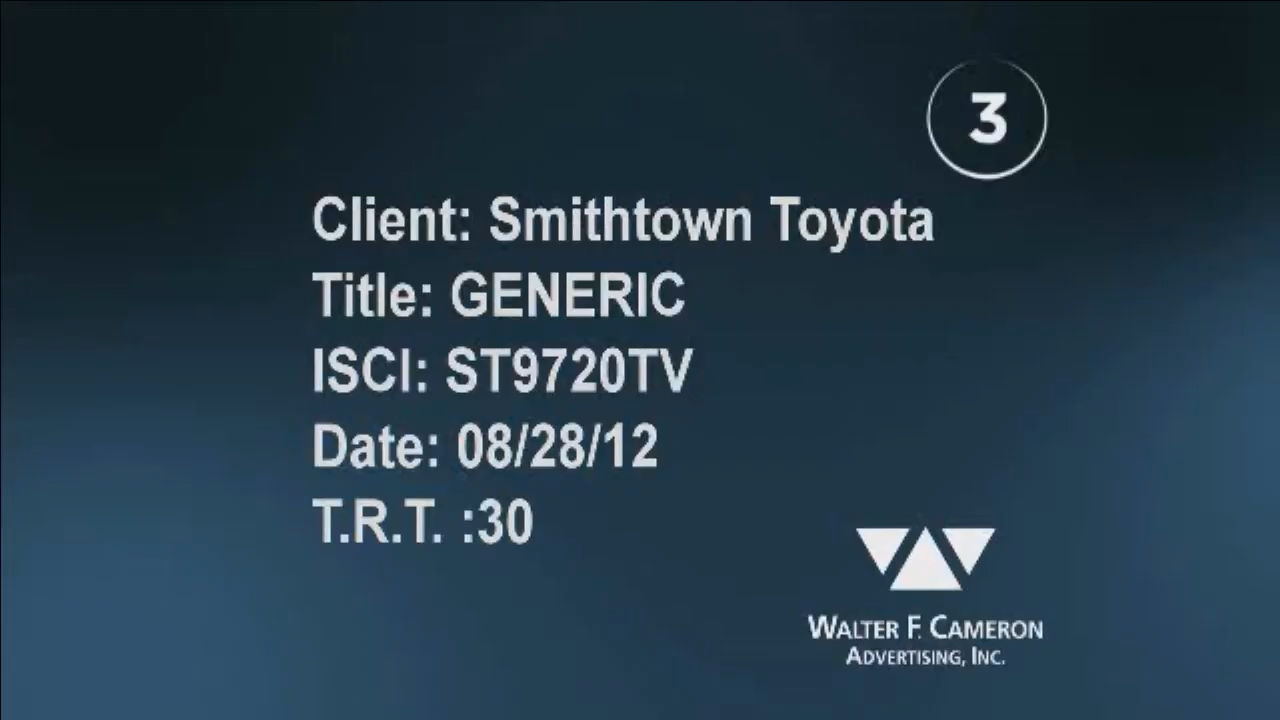 3
Client: Smithtown Toyota
Title: GENERIC
ISCI: ST9720TV
Date: 08/28/12
T.R.T. :30
WALTER F. CAMERON
ADVERTISING, INC.